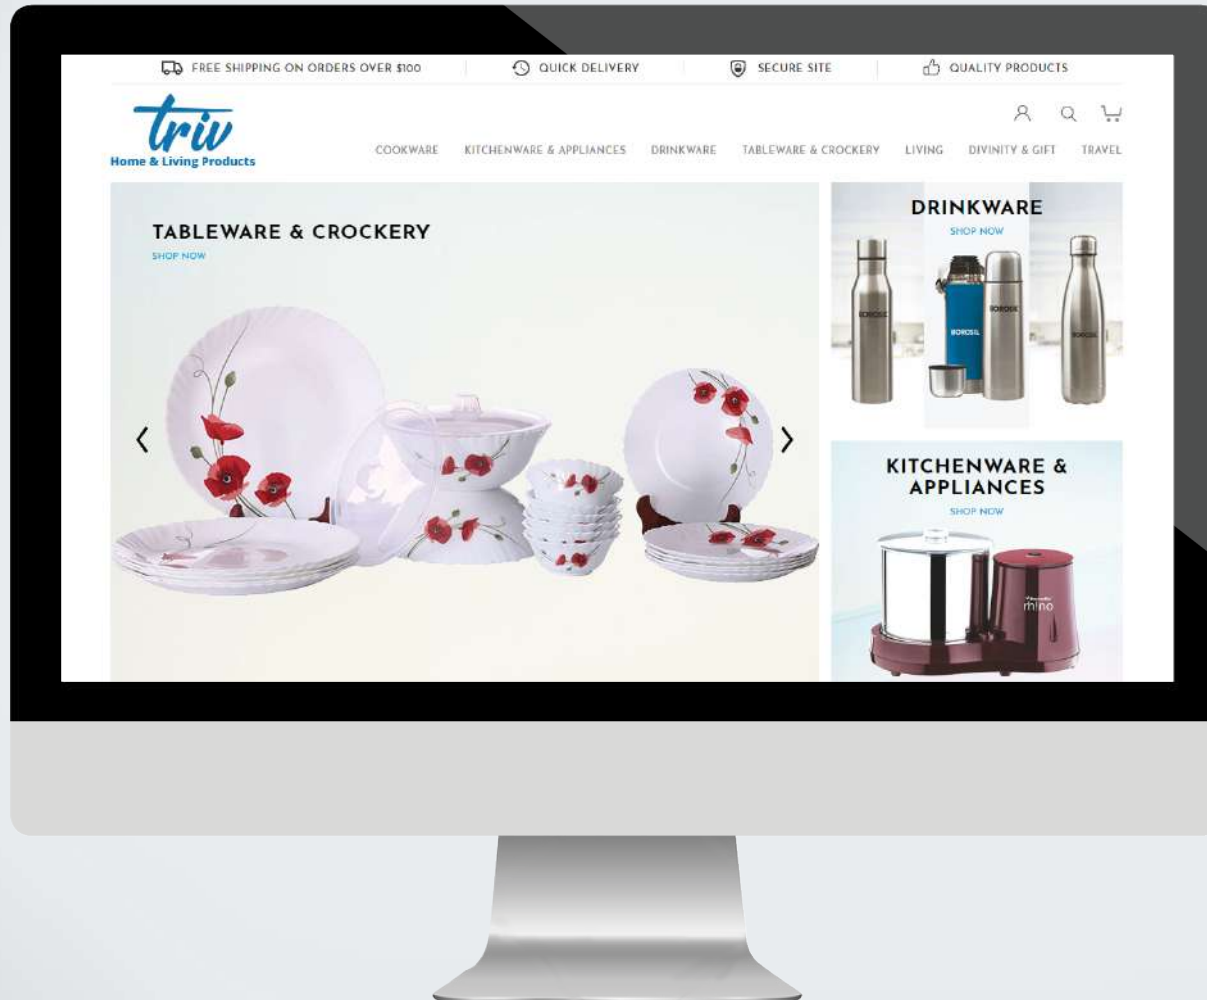 FREE SHIPPING ON ORDERS OVER $100
QUICK DELIVERY
SECURE SITE
QUALITY PRODUCTS
triv
Home & Living Products
COOKWARE
KITCHENWARE & APPLIANCES
DRINKWARE
TABLEWARE & CROCKERY
LIVING
DIVINITY & GIFT
TRAVEL
TABLEWARE & CROCKERY
SHOP NOW
DRINKWARE
SHOP NOW
BOROSIL
BOROSIL
BOROSIL
BOROSIL
KITCHENWARE &
APPLIANCES
SHOP NOW
rhino